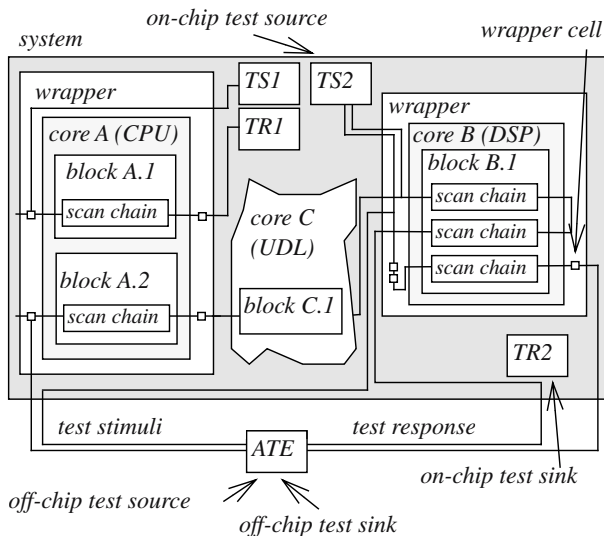 on-chip test source
system
wrapper cell
TS1
TS2
wrapper
wrapper
TR1
core A (CPU)
core B (DSP)
block A.1
block B.1
scan chain
scan chain
core C
(UDL)
scan chain
block A.2
scan chain
block C.1
scan chain
TR2
test stimuli
test response
ATE
on-chip test sink
off-chip test source
off-chip test sink